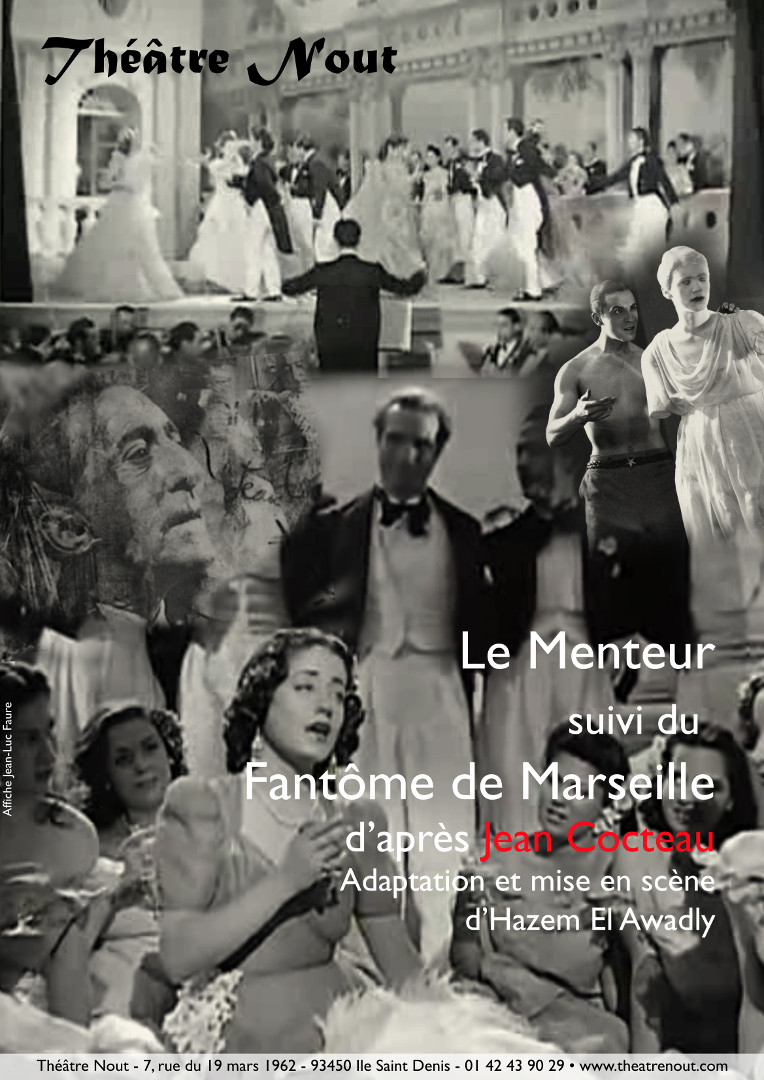 Théâtre Nout
Le Menteur
suivi du
Fantôme de Marseille
d'après Jean Cocteau
Adaptation et mise en scène
d'Hazem El Awadly
Affiche Jean-Luc Faure
Théâtre Nout - 7, rue du 19 mars 1962 - 93450 Ile Saint Denis - 01 42 43 90 29 • www.theatrenout.com